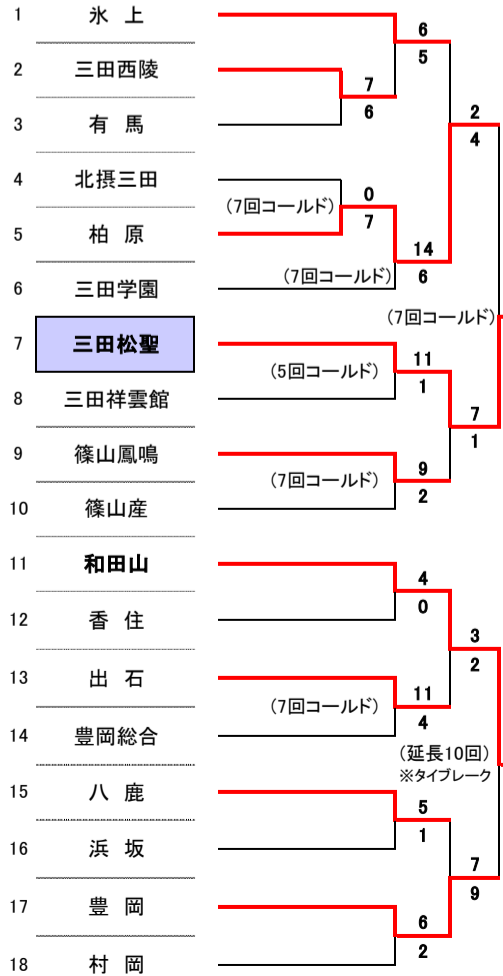 1 氷 上
6
5
2 三田西陵
7
6
3 有 馬
2
4
4 北摂三田
(7回コールド)
0
7
5 柏 原
14
6
(7回コールド)
6 三田学園
(7回コールド)
7 三田松聖
(5回コールド)
11
1
8 三田祥雲館
7
1
9 篠山鳳鳴
(7回コールド)
9
2
10 篠山産
11 和田山
4
0
12 香 住
3
2
13 出 石
(7回コールド)
11
4
14 豊岡総合
(延長10回)
※タイブレーク
15 八 鹿
5
1
16 浜 坂
7
9
17 豊 岡
6
2
18 村 岡